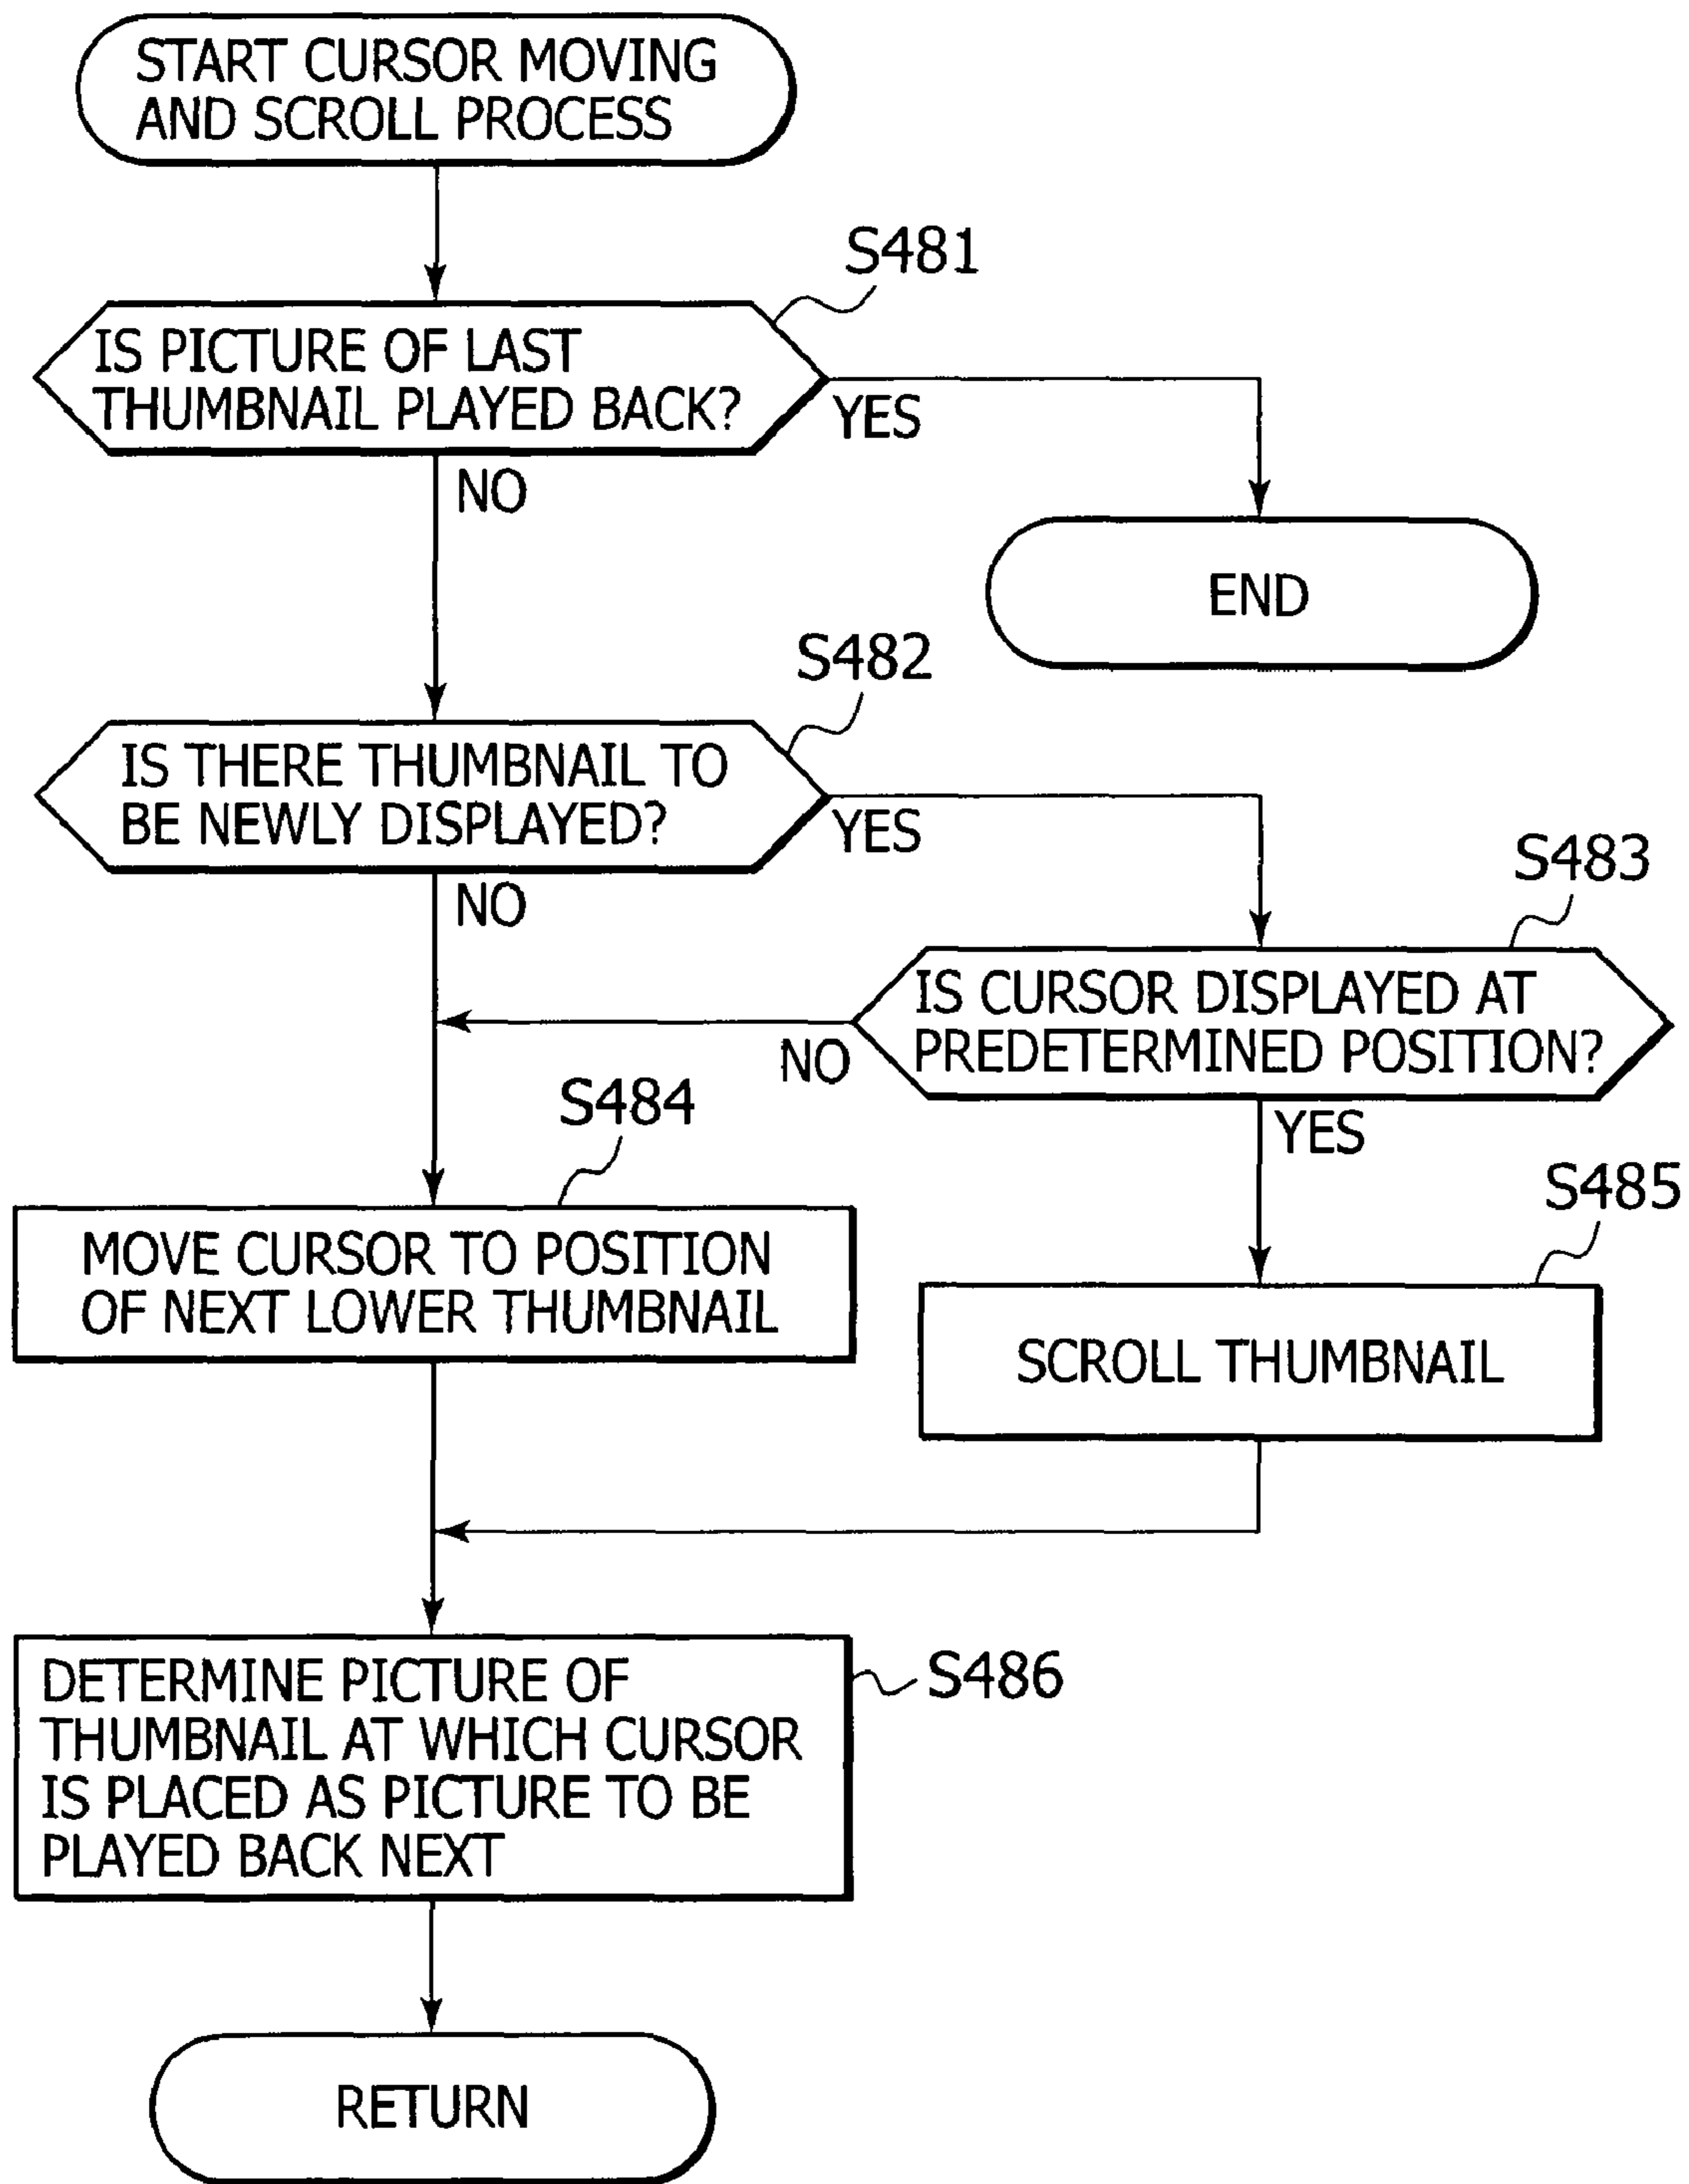 START CURSOR MOVING
AND SCROLL PROCESS
S481
IS PICTURE OF LAST
THUMBNAIL PLAYED BACK?
YES
NO
END
S482
IS THERE THUMBNAIL TO
BE NEWLY DISPLAYED?
YES
NO
S483
IS CURSOR DISPLAYED AT
PREDETERMINED POSITION?
NO
YES
S484
MOVE CURSOR TO POSITION
OF NEXT LOWER THUMBNAIL
S485
SCROLL THUMBNAIL
S486
DETERMINE PICTURE OF
THUMBNAIL AT WHICH CURSOR
IS PLACED AS PICTURE TO BE
PLAYED BACK NEXT
RETURN